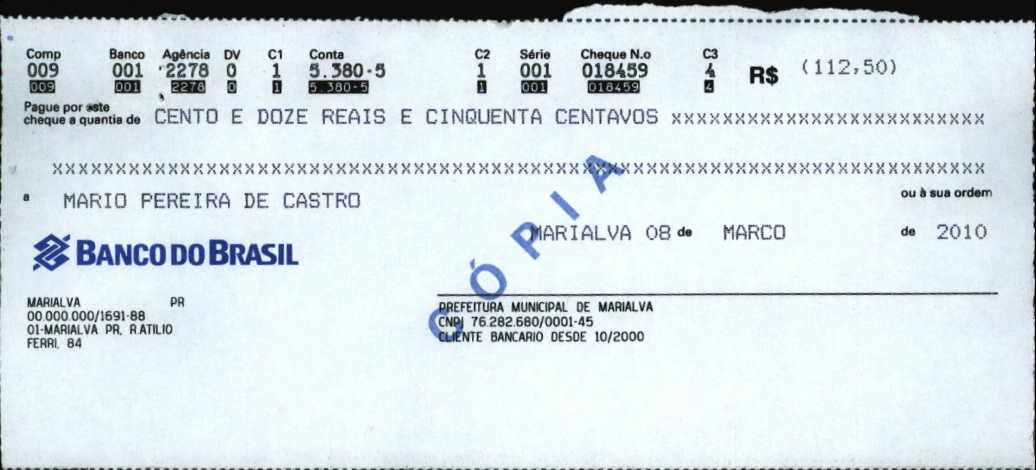 Comp Banco Agência DV C1 Conta C2 Série Cheque N.o C3
009 001 2278 0 1 5.380-5 1 001 018459 4 R$ (112,50)
009 001 2278 0 1 5.380-5 1 001 018459 4
Pague por este
cheque a quantia de CENTO E DOZE REAIS E CINQUENTA CENTAVOS xxxxxxxxxxxxxxxxxxxxxxxxxx
xxxxxxxxxxxxxxxxxxxxxxxxxxxxxxxxxxxxxxxxxxxxxxxxxxxxxxxxxxxxxxxxxxxxxxxxxxxxx
a MARIO PEREIRA DE CASTRO ou à sua ordem
MARIALVA 08 de MARCO de 2010
CÓPIA
BANCO DO BRASIL
MARIALVA PR
00.000.000/1691-88
01-MARIALVA PR, R.ATILIO
FERRI, 84
PREFEITURA MUNICIPAL DE MARIALVA
CNPJ 76.282.680/0001-45
CLIENTE BANCARIO DESDE 10/2000